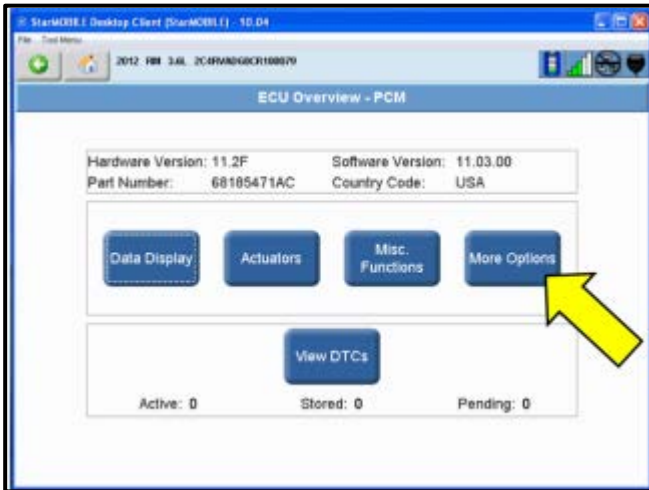 StarMOBILE Desktop Client (StarMOBILE) - 10.04
File Tool Menu
2012 RM 3.6L 2C4RVADG0CR100079
ECU Overview - PCM
Hardware Version: 11.2F Software Version: 11.03.00
Part Number: 68185471AC Country Code: USA
Data Display Actuators Misc. Functions More Options
View DTCs
Active: 0 Stored: 0 Pending: 0